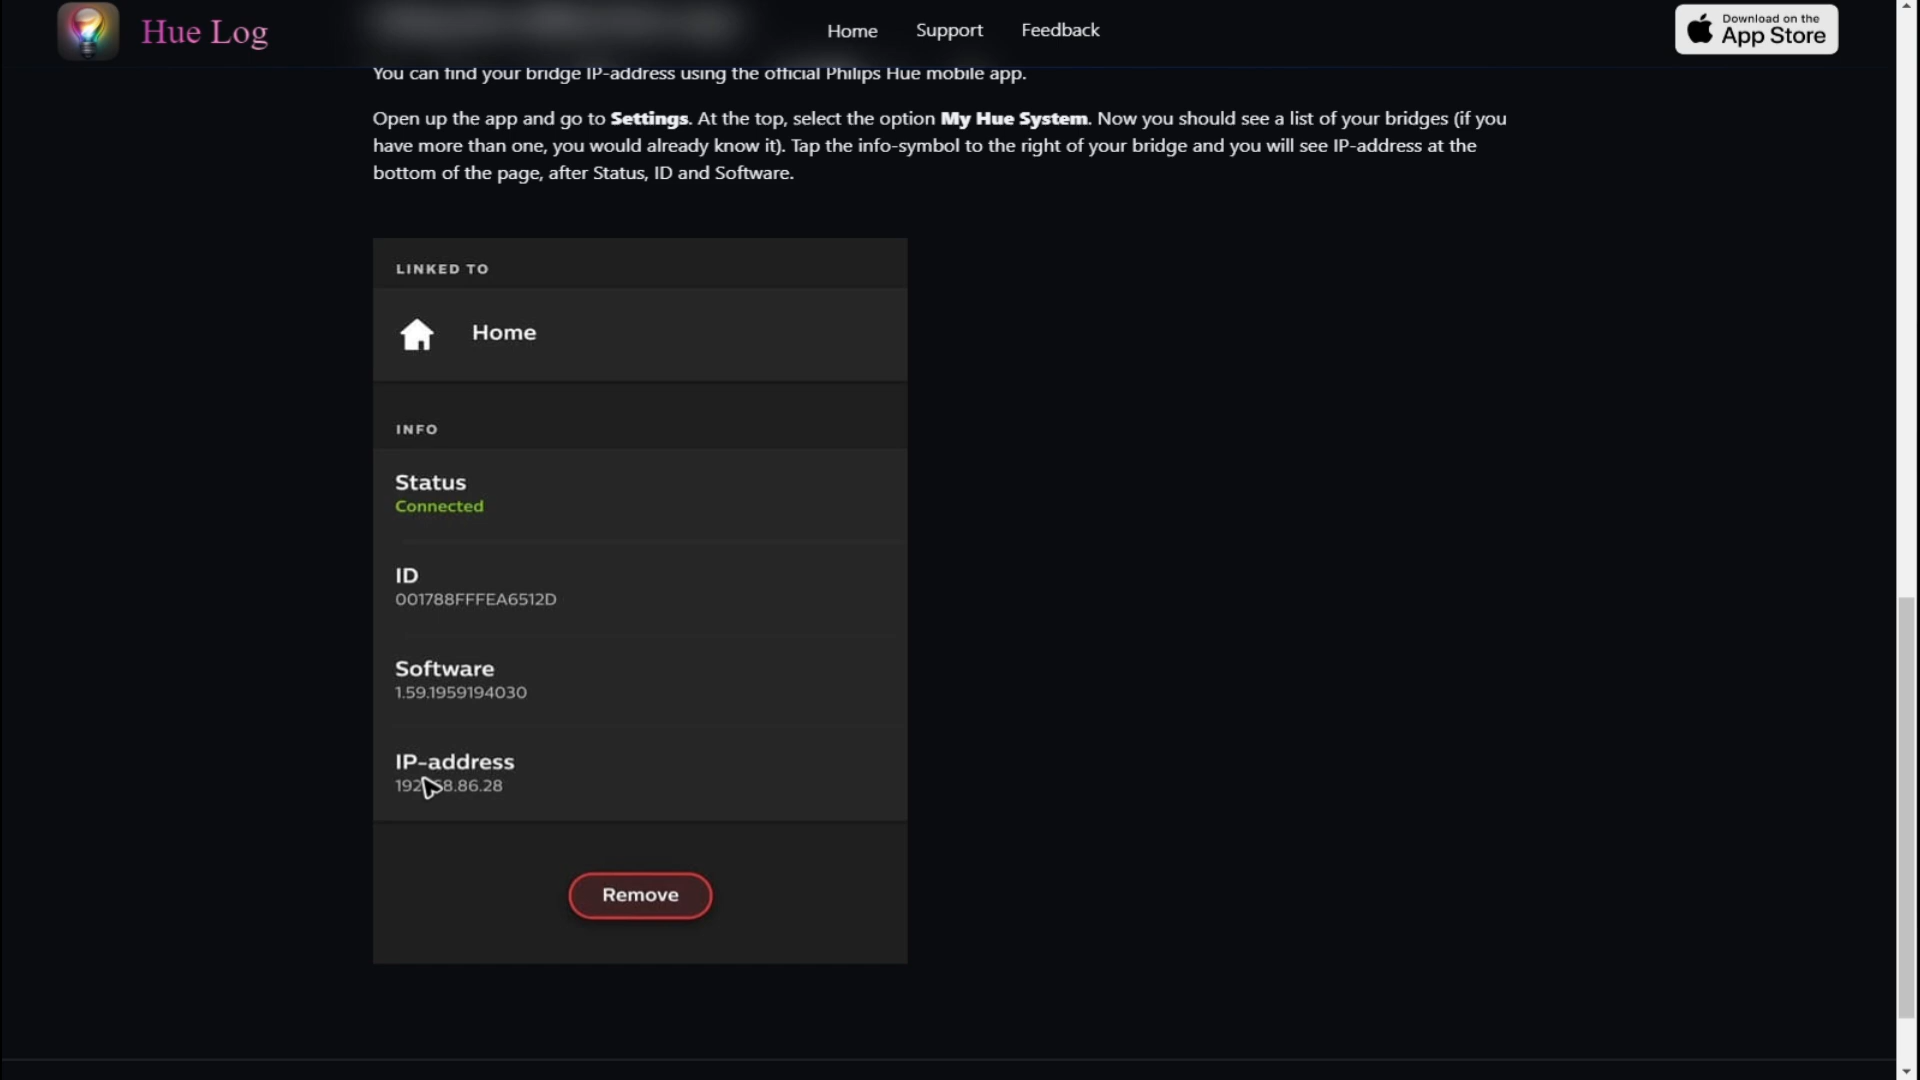 Hue Log
Home
Support
Feedback
Download on the
App Store
You can find your bridge IP-address using the official Philips Hue mobile app.
Open up the app and go to Settings. At the top, select the option My Hue System. Now you should see a list of your bridges (if you
have more than one, you would already know it). Tap the info-symbol to the right of your bridge and you will see IP-address at the
bottom of the page, after Status, ID and Software.
LINKED TO
Home
INFO
Status
Connected
ID
001788FFFEA6512D
Software
1.59.1959194030
IP-address
Remove